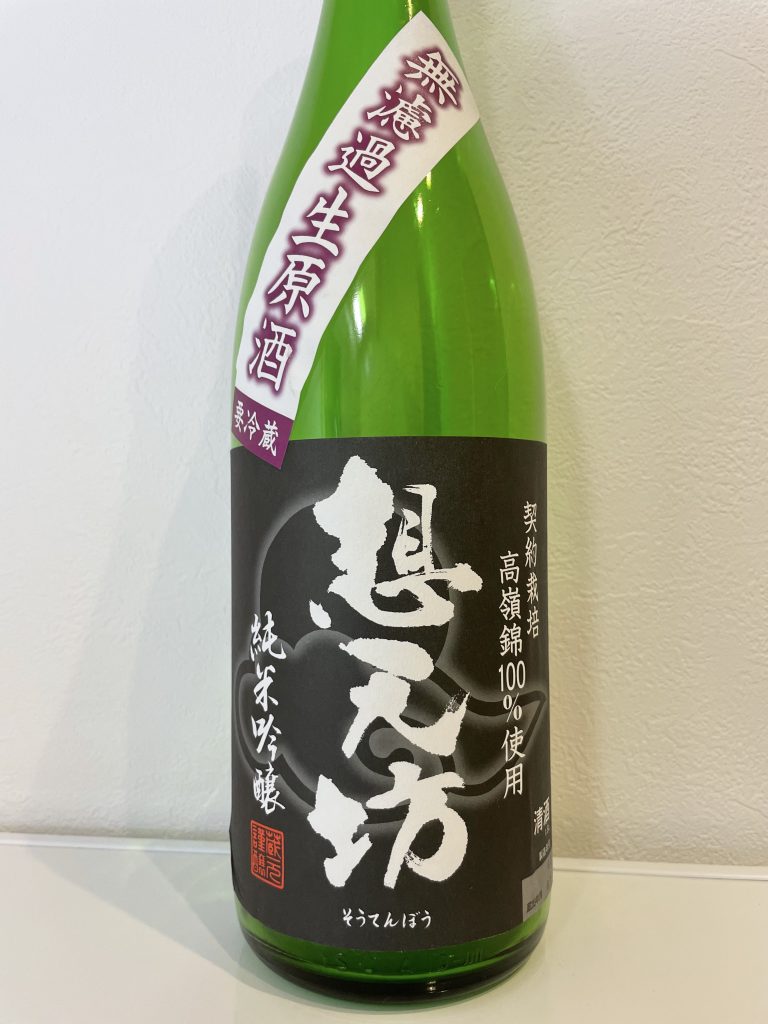 無濾過生原酒
要冷蔵
契約栽培
高嶺錦100%使用
想天坊
純米吟醸
そうてんぼう
清酒